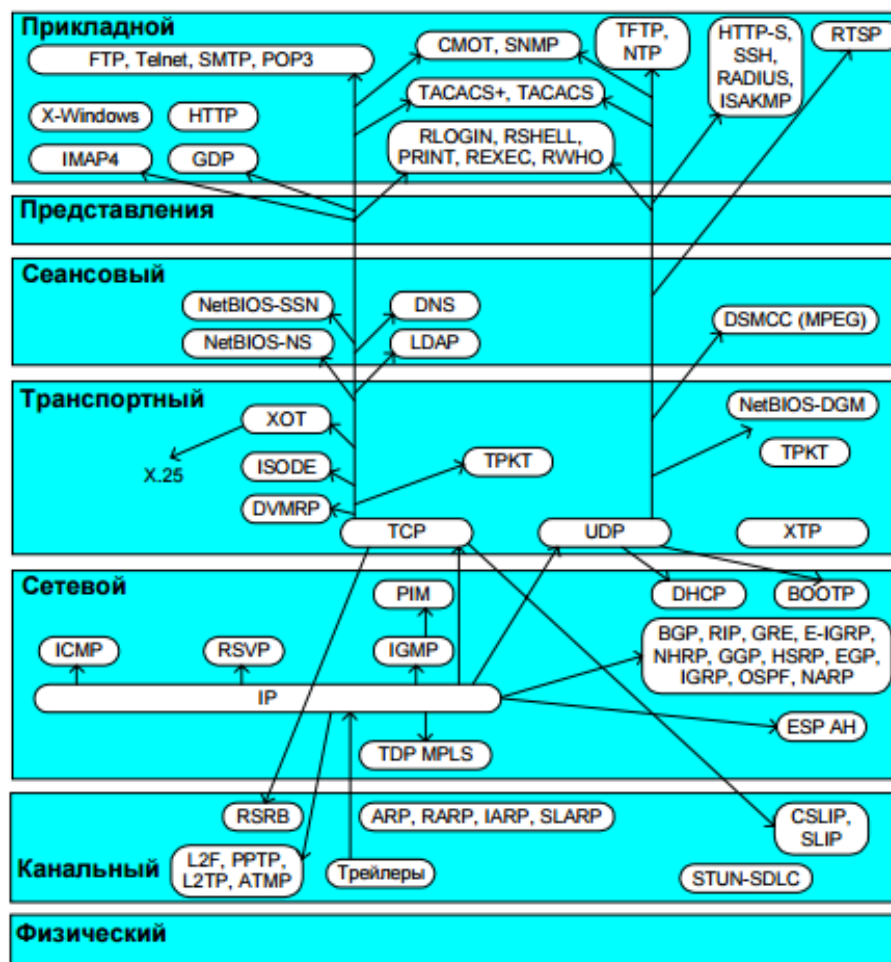 Прикладной
FTP, Telnet, SMTP, POP3
CMOT, SNMP
TFTP,
NTP
HTTP-S,
SSH,
RADIUS,
ISAKMP
RTSP
TACACS+, TACACS
X-Windows
HTTP
RLOGIN, RSHELL,
PRINT, REXEC, RWHO
IMAP4
GDP
Представления
Сеансовый
NetBIOS-SSN
DNS
DSMCC (MPEG)
NetBIOS-NS
LDAP
Транспортный
NetBIOS-DGM
XOT
X.25
TPKT
TPKT
ISODE
DVMRP
TCP
UDP
XTP
Сетевой
PIM
DHCP
BOOTP
ICMP
RSVP
IGMP
BGP, RIP, GRE, E-IGRP,
NHRP, GGP, HSRP, EGP,
IGRP, OSPF, NARP
IP
ESP AH
TDP MPLS
RSRB
ARP, RARP, IARP, SLARP
CSLIP,
SLIP
Канальный
L2F, PPTP,
L2TP, ATMP
Трейлеры
STUN-SDLC
Физический